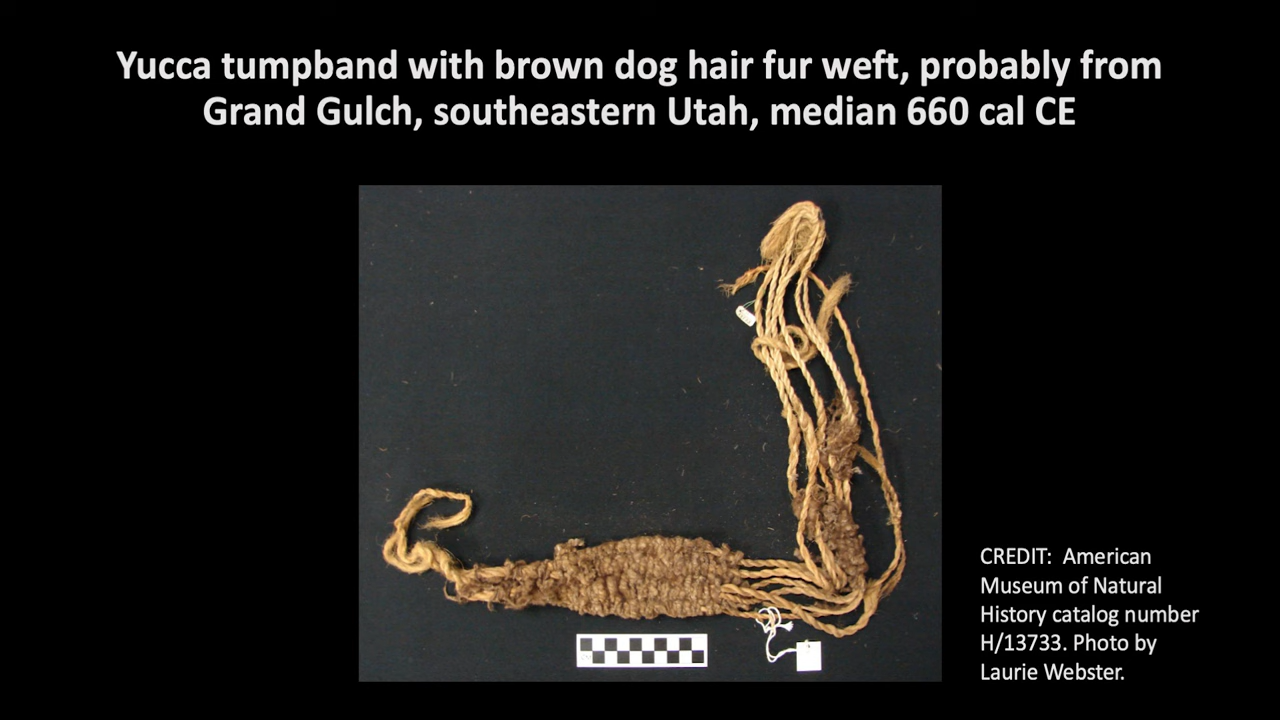 Yucca tumpband with brown dog hair fur weft, probably from
Grand Gulch, southeastern Utah, median 660 cal CE
CREDIT: American
Museum of Natural
History catalog number
H/13733. Photo by
Laurie Webster.